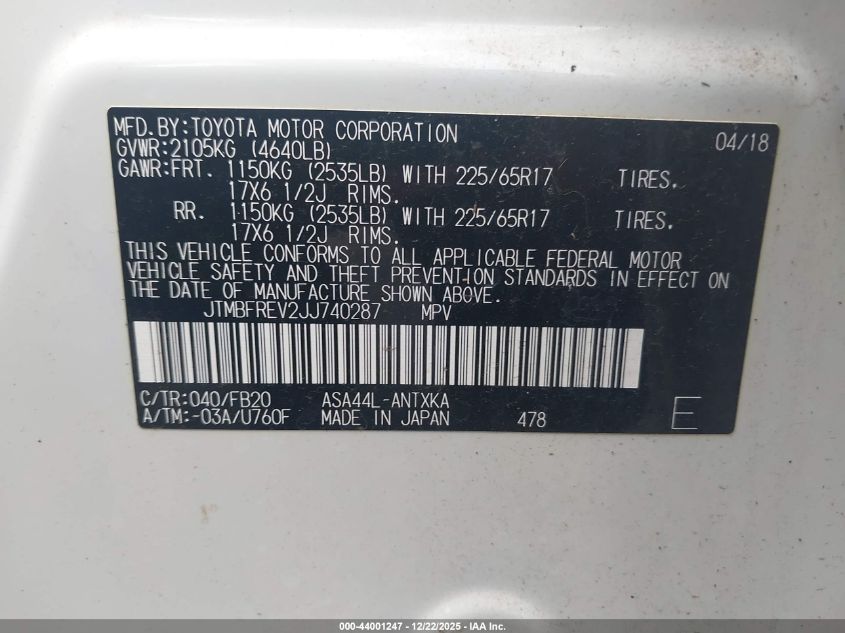 MFD.BY:TOYOTA MOTOR CORPORATION 04/18
GVWR:2105KG (4640LB)
GAWR:FRT. 1150KG (2535LB) WITH 225/65R17 TIRES.
17X6 1/2J RIMS.
RR. 1150KG (2535LB) WITH 225/65R17 TIRES.
17X6 1/2J RIMS.
THIS VEHICLE CONFORMS TO ALL APPLICABLE FEDERAL MOTOR
VEHICLE SAFETY AND THEFT PREVENTION STANDARDS IN EFFECT ON
THE DATE OF MANUFACTURE SHOWN ABOVE.
JTMBFREV2JJ740287 MPV
C/TR:040/FB20 ASA44L-ANTXKA
A/TM:-03A/U760F MADE IN JAPAN 478 E
000-44001247 - 12/22/2025 - IAA Inc.